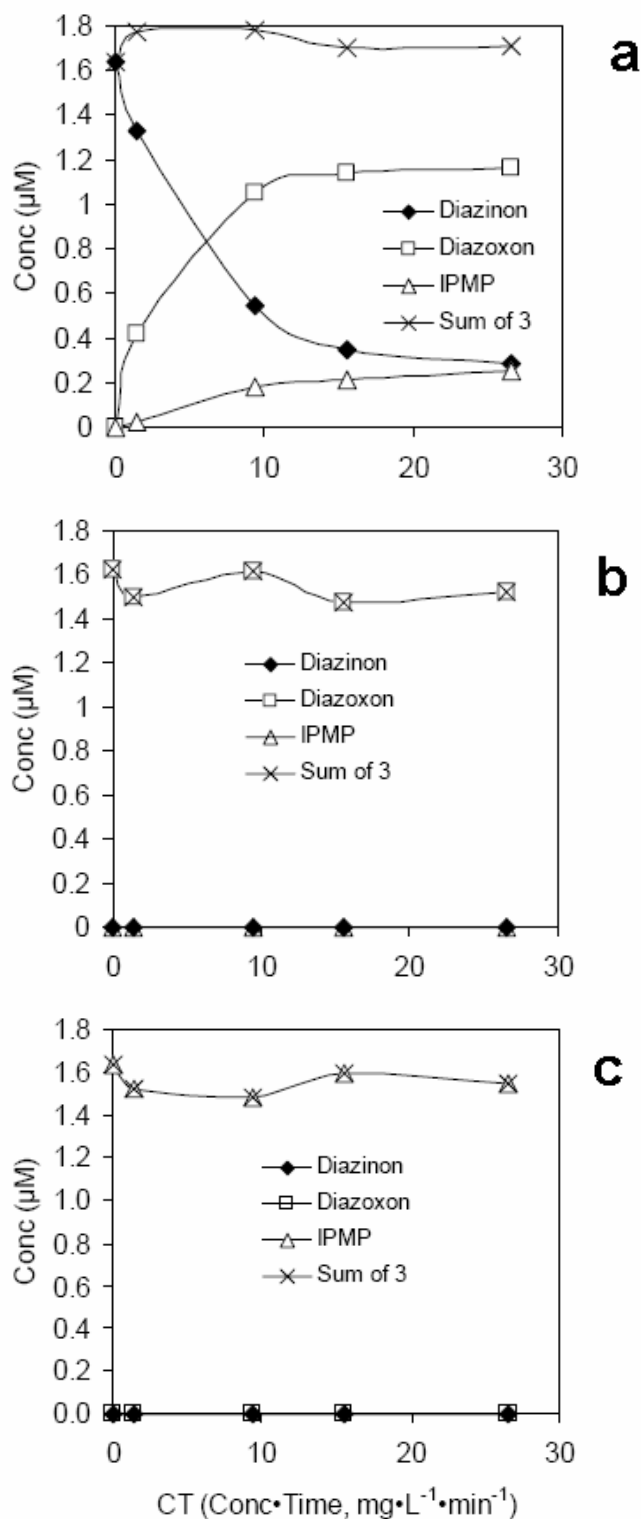 1.8
1.6
1.4
1.2
1
0.8
0.6
0.4
0.2
0
Conc (µM)
a
Diazinon
Diazoxon
IPMP
Sum of 3
0 10 20 30
1.8
1.6
1.4
1.2
1
0.8
0.6
0.4
0.2
0
Conc (µM)
b
Diazinon
Diazoxon
IPMP
Sum of 3
0 10 20 30
1.8
1.6
1.4
1.2
1.0
0.8
0.6
0.4
0.2
0.0
Conc (µM)
c
Diazinon
Diazoxon
IPMP
Sum of 3
0 10 20 30
CT (Conc•Time, mg•L⁻¹•min⁻¹)